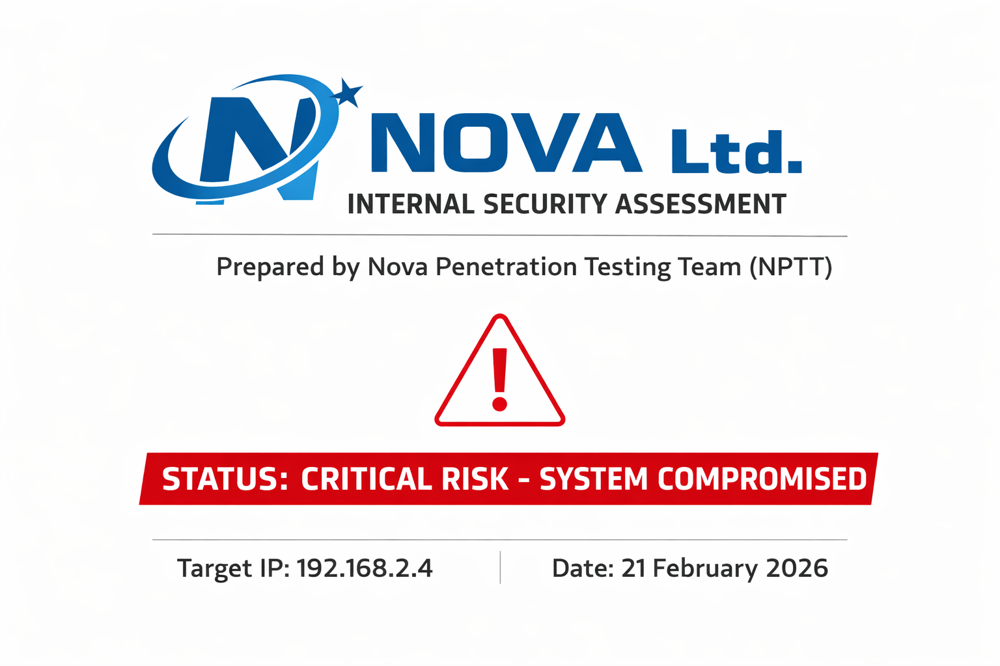 NOVA Ltd.
INTERNAL SECURITY ASSESSMENT
Prepared by Nova Penetration Testing Team (NPTT)
STATUS: CRITICAL RISK - SYSTEM COMPROMISED
Target IP: 192.168.2.4
Date: 21 February 2026